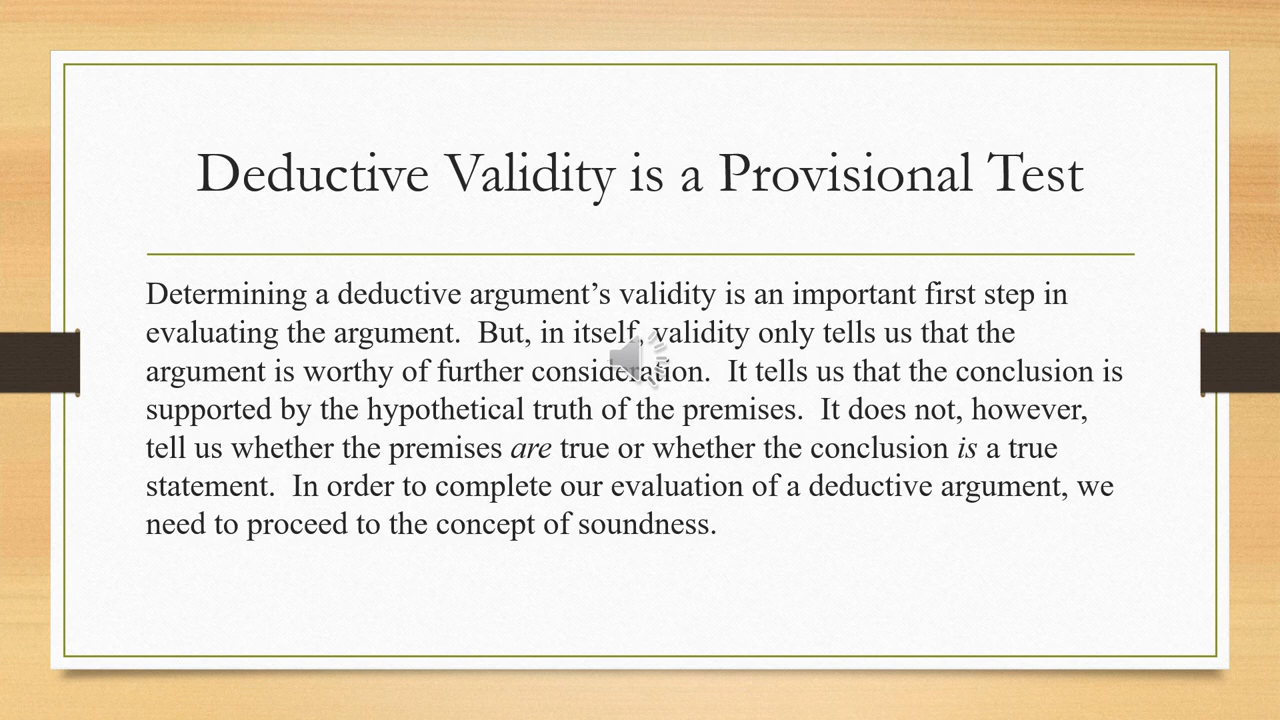 Deductive Validity is a Provisional Test
Determining a deductive argument’s validity is an important first step in
evaluating the argument.  But, in itself, validity only tells us that the
argument is worthy of further consideration.  It tells us that the conclusion is
supported by the hypothetical truth of the premises.  It does not, however,
tell us whether the premises are true or whether the conclusion is a true
statement.  In order to complete our evaluation of a deductive argument, we
need to proceed to the concept of soundness.